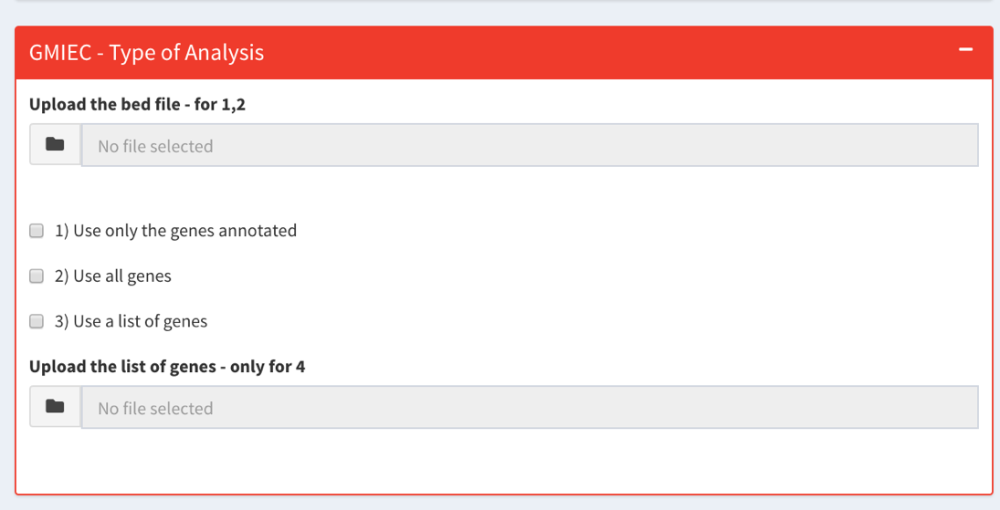 GMIEC - Type of Analysis
Upload the bed file - for 1,2
No file selected
1) Use only the genes annotated
2) Use all genes
3) Use a list of genes
Upload the list of genes - only for 4
No file selected